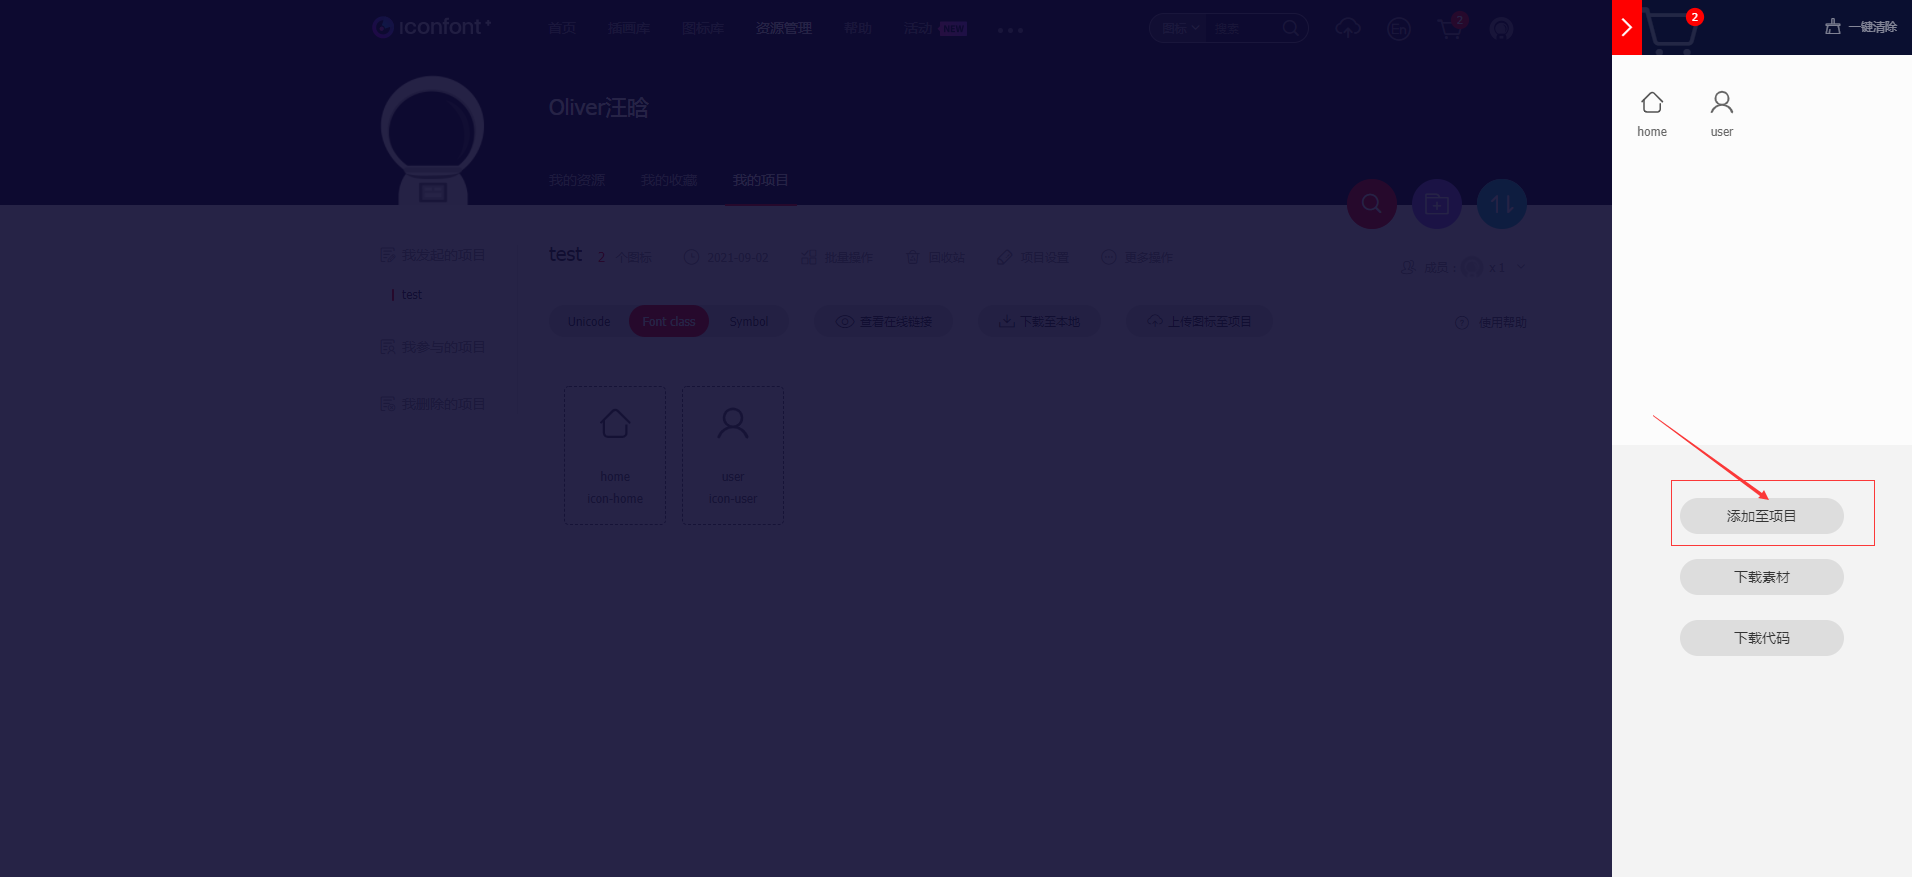 iconfont+
首页 插画库 图标库 资源管理 帮助 活动 NEW
图标 搜索 En 2
2 一键清除
Oliver汪晗
我的资源 我的收藏 我的项目
home user
我发起的项目
test
我参与的项目
我删除的项目
test 2 个图标 2021-09-02 批量操作 回收站 项目设置 更多操作
成员: x 1
Unicode Font class Symbol 查看在线链接 下载至本地 上传图标至项目 使用帮助
home user
icon-home icon-user
添加至项目
下载素材
下载代码